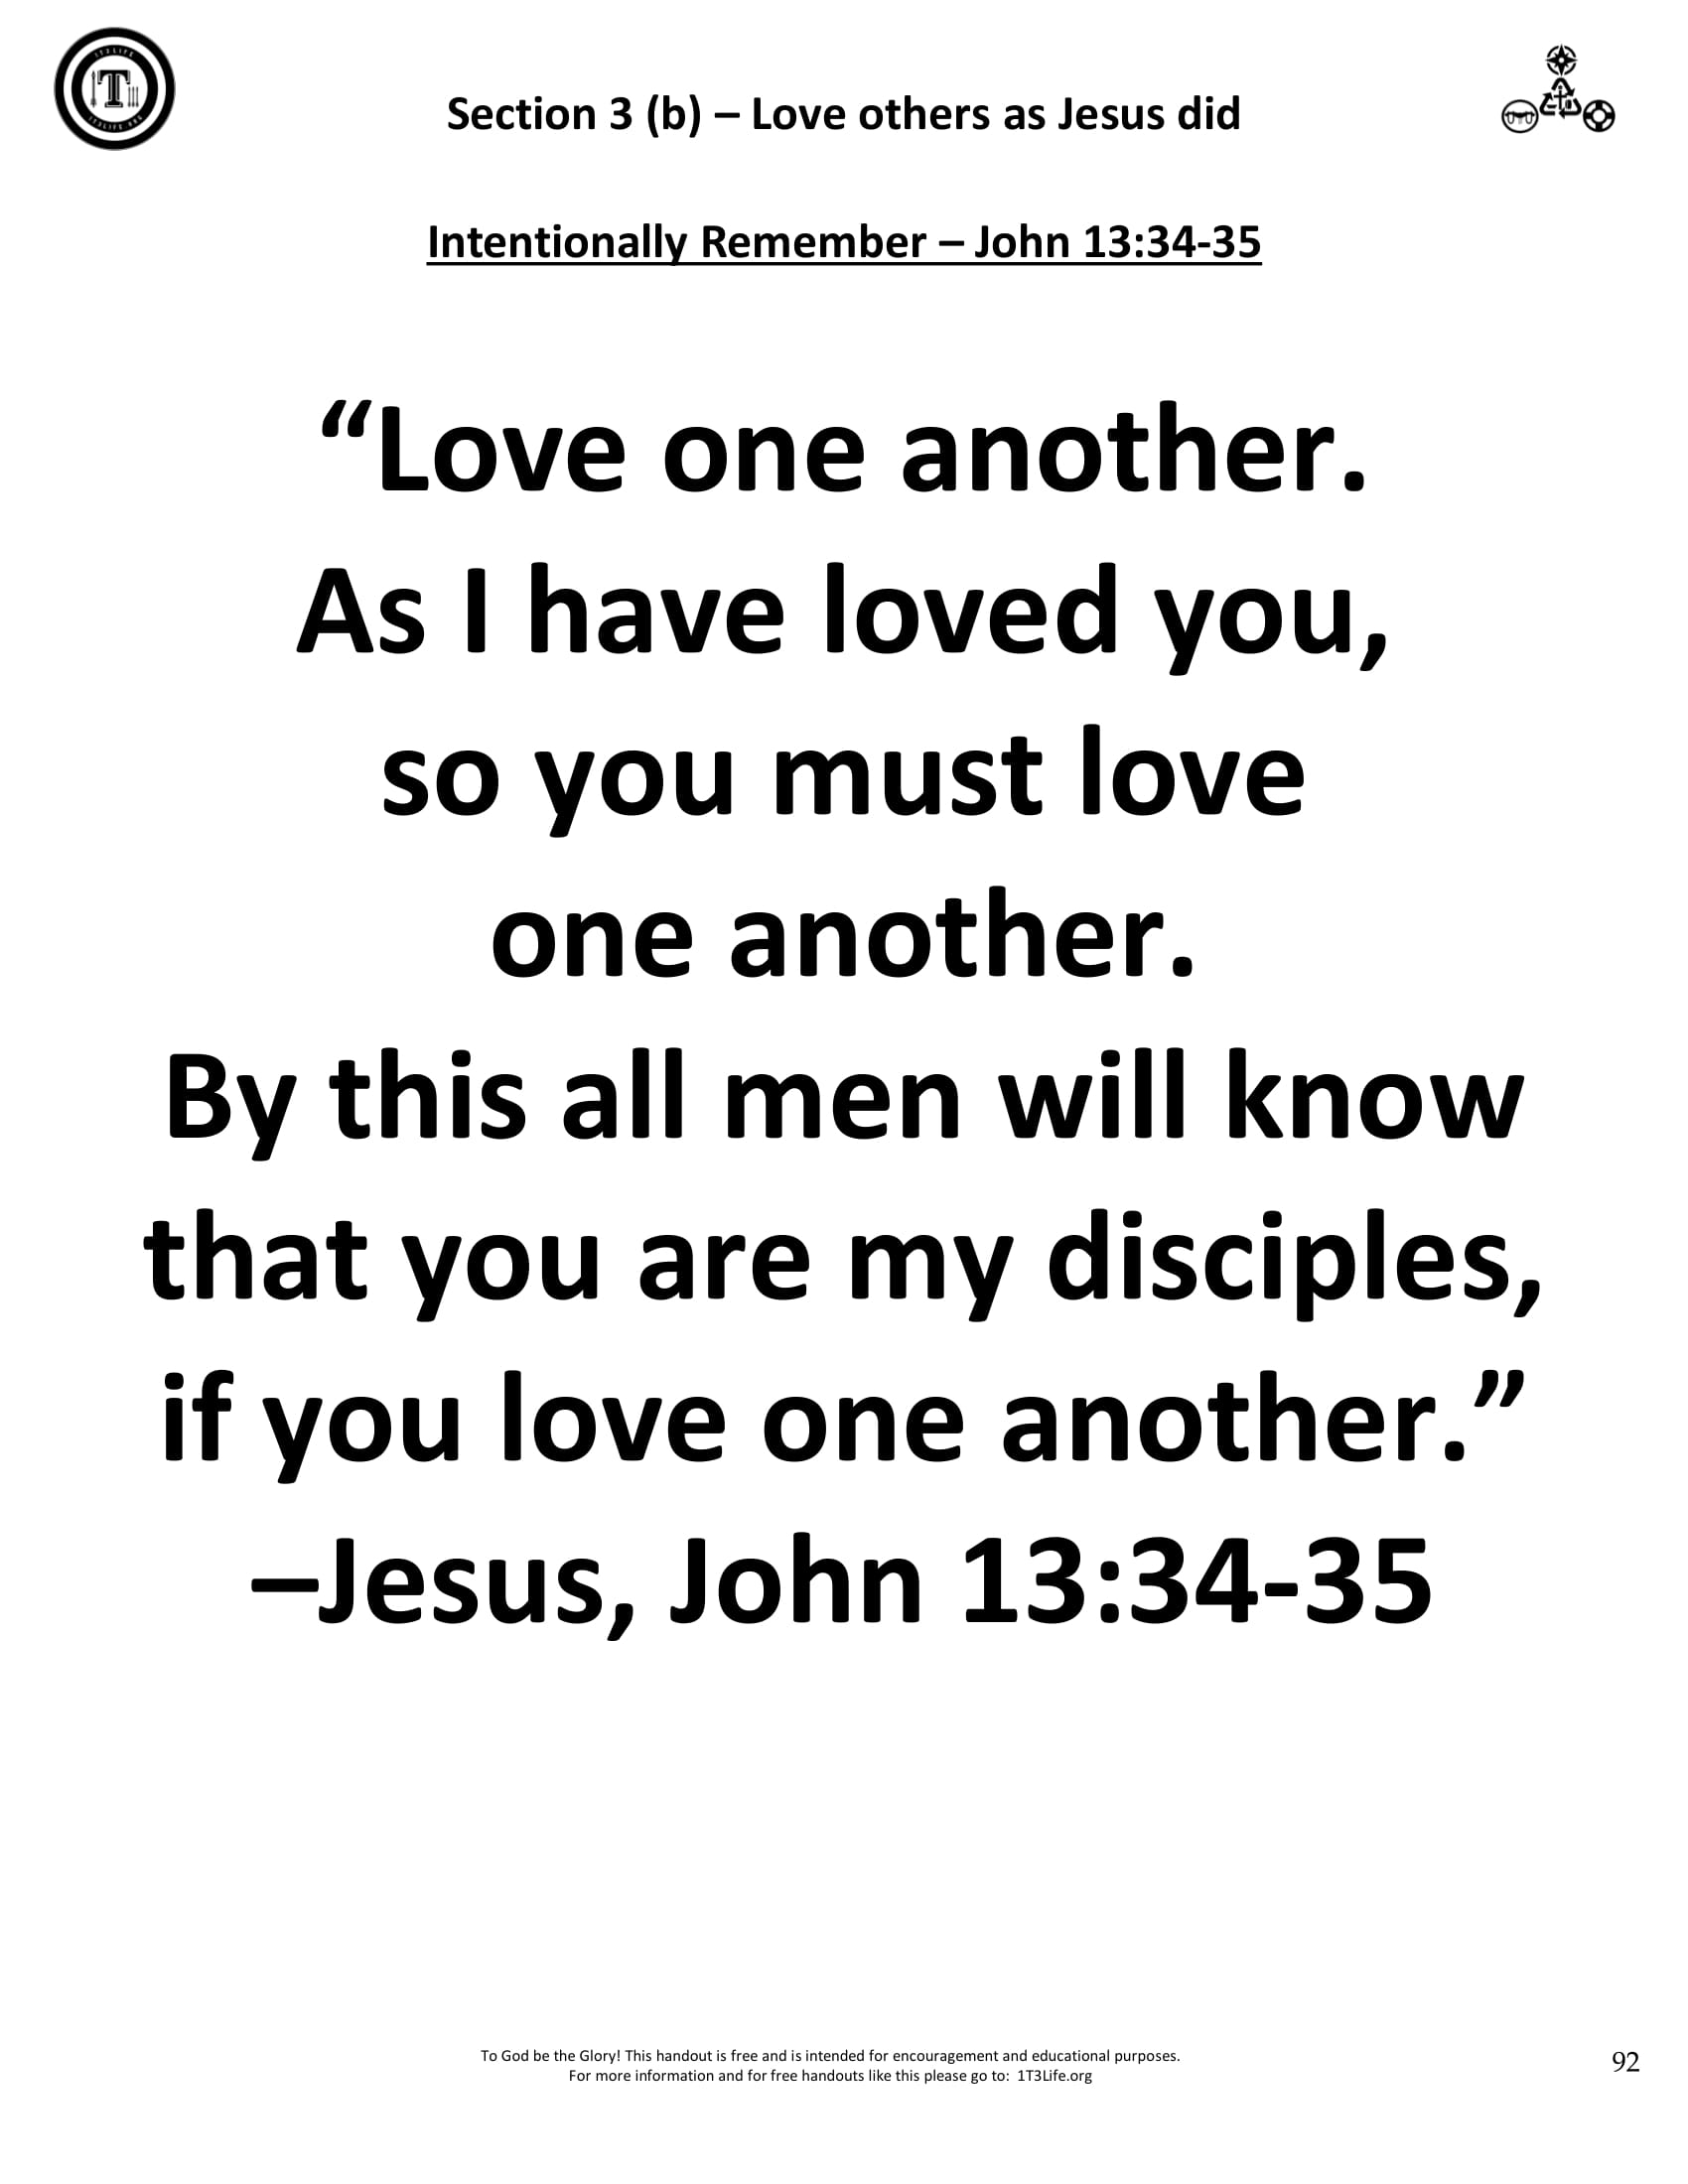 1T3 LIFE
T
1T3LIFE.ORG
Section 3 (b) – Love others as Jesus did
Intentionally Remember – John 13:34-35
“Love one another.
As I have loved you,
so you must love
one another.
By this all men will know
that you are my disciples,
if you love one another.”
–Jesus, John 13:34-35
To God be the Glory! This handout is free and is intended for encouragement and educational purposes.
For more information and for free handouts like this please go to:  1T3Life.org
92